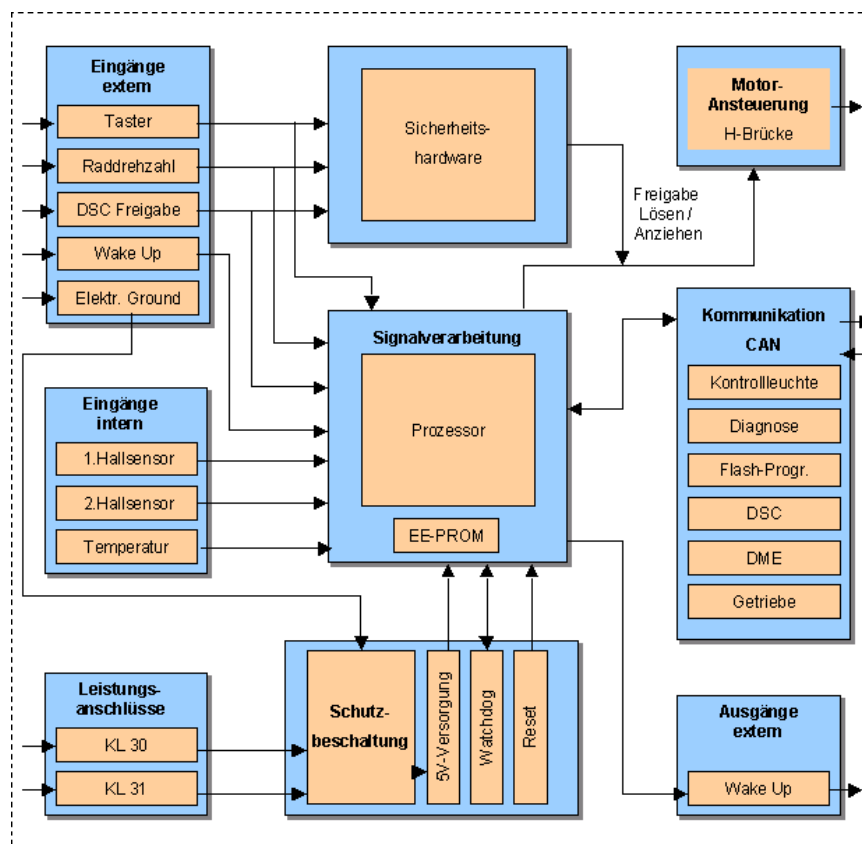 Eingänge
extern
Taster
Raddrehzahl
DSC Freigabe
Wake Up
Elektr. Ground
Sicherheits-
hardware
Motor-
Ansteuerung
H-Brücke
Freigabe
Lösen /
Anziehen
Signalverarbeitung
Prozessor
EE-PROM
Kommunikation
CAN
Kontrollleuchte
Diagnose
Flash-Progr.
DSC
DME
Getriebe
Eingänge
intern
1.Hallsensor
2.Hallsensor
Temperatur
Leistungs-
anschlüsse
KL 30
KL 31
Schutz-
beschaltung
5V-Versorgung
Watchdog
Reset
Ausgänge
extern
Wake Up